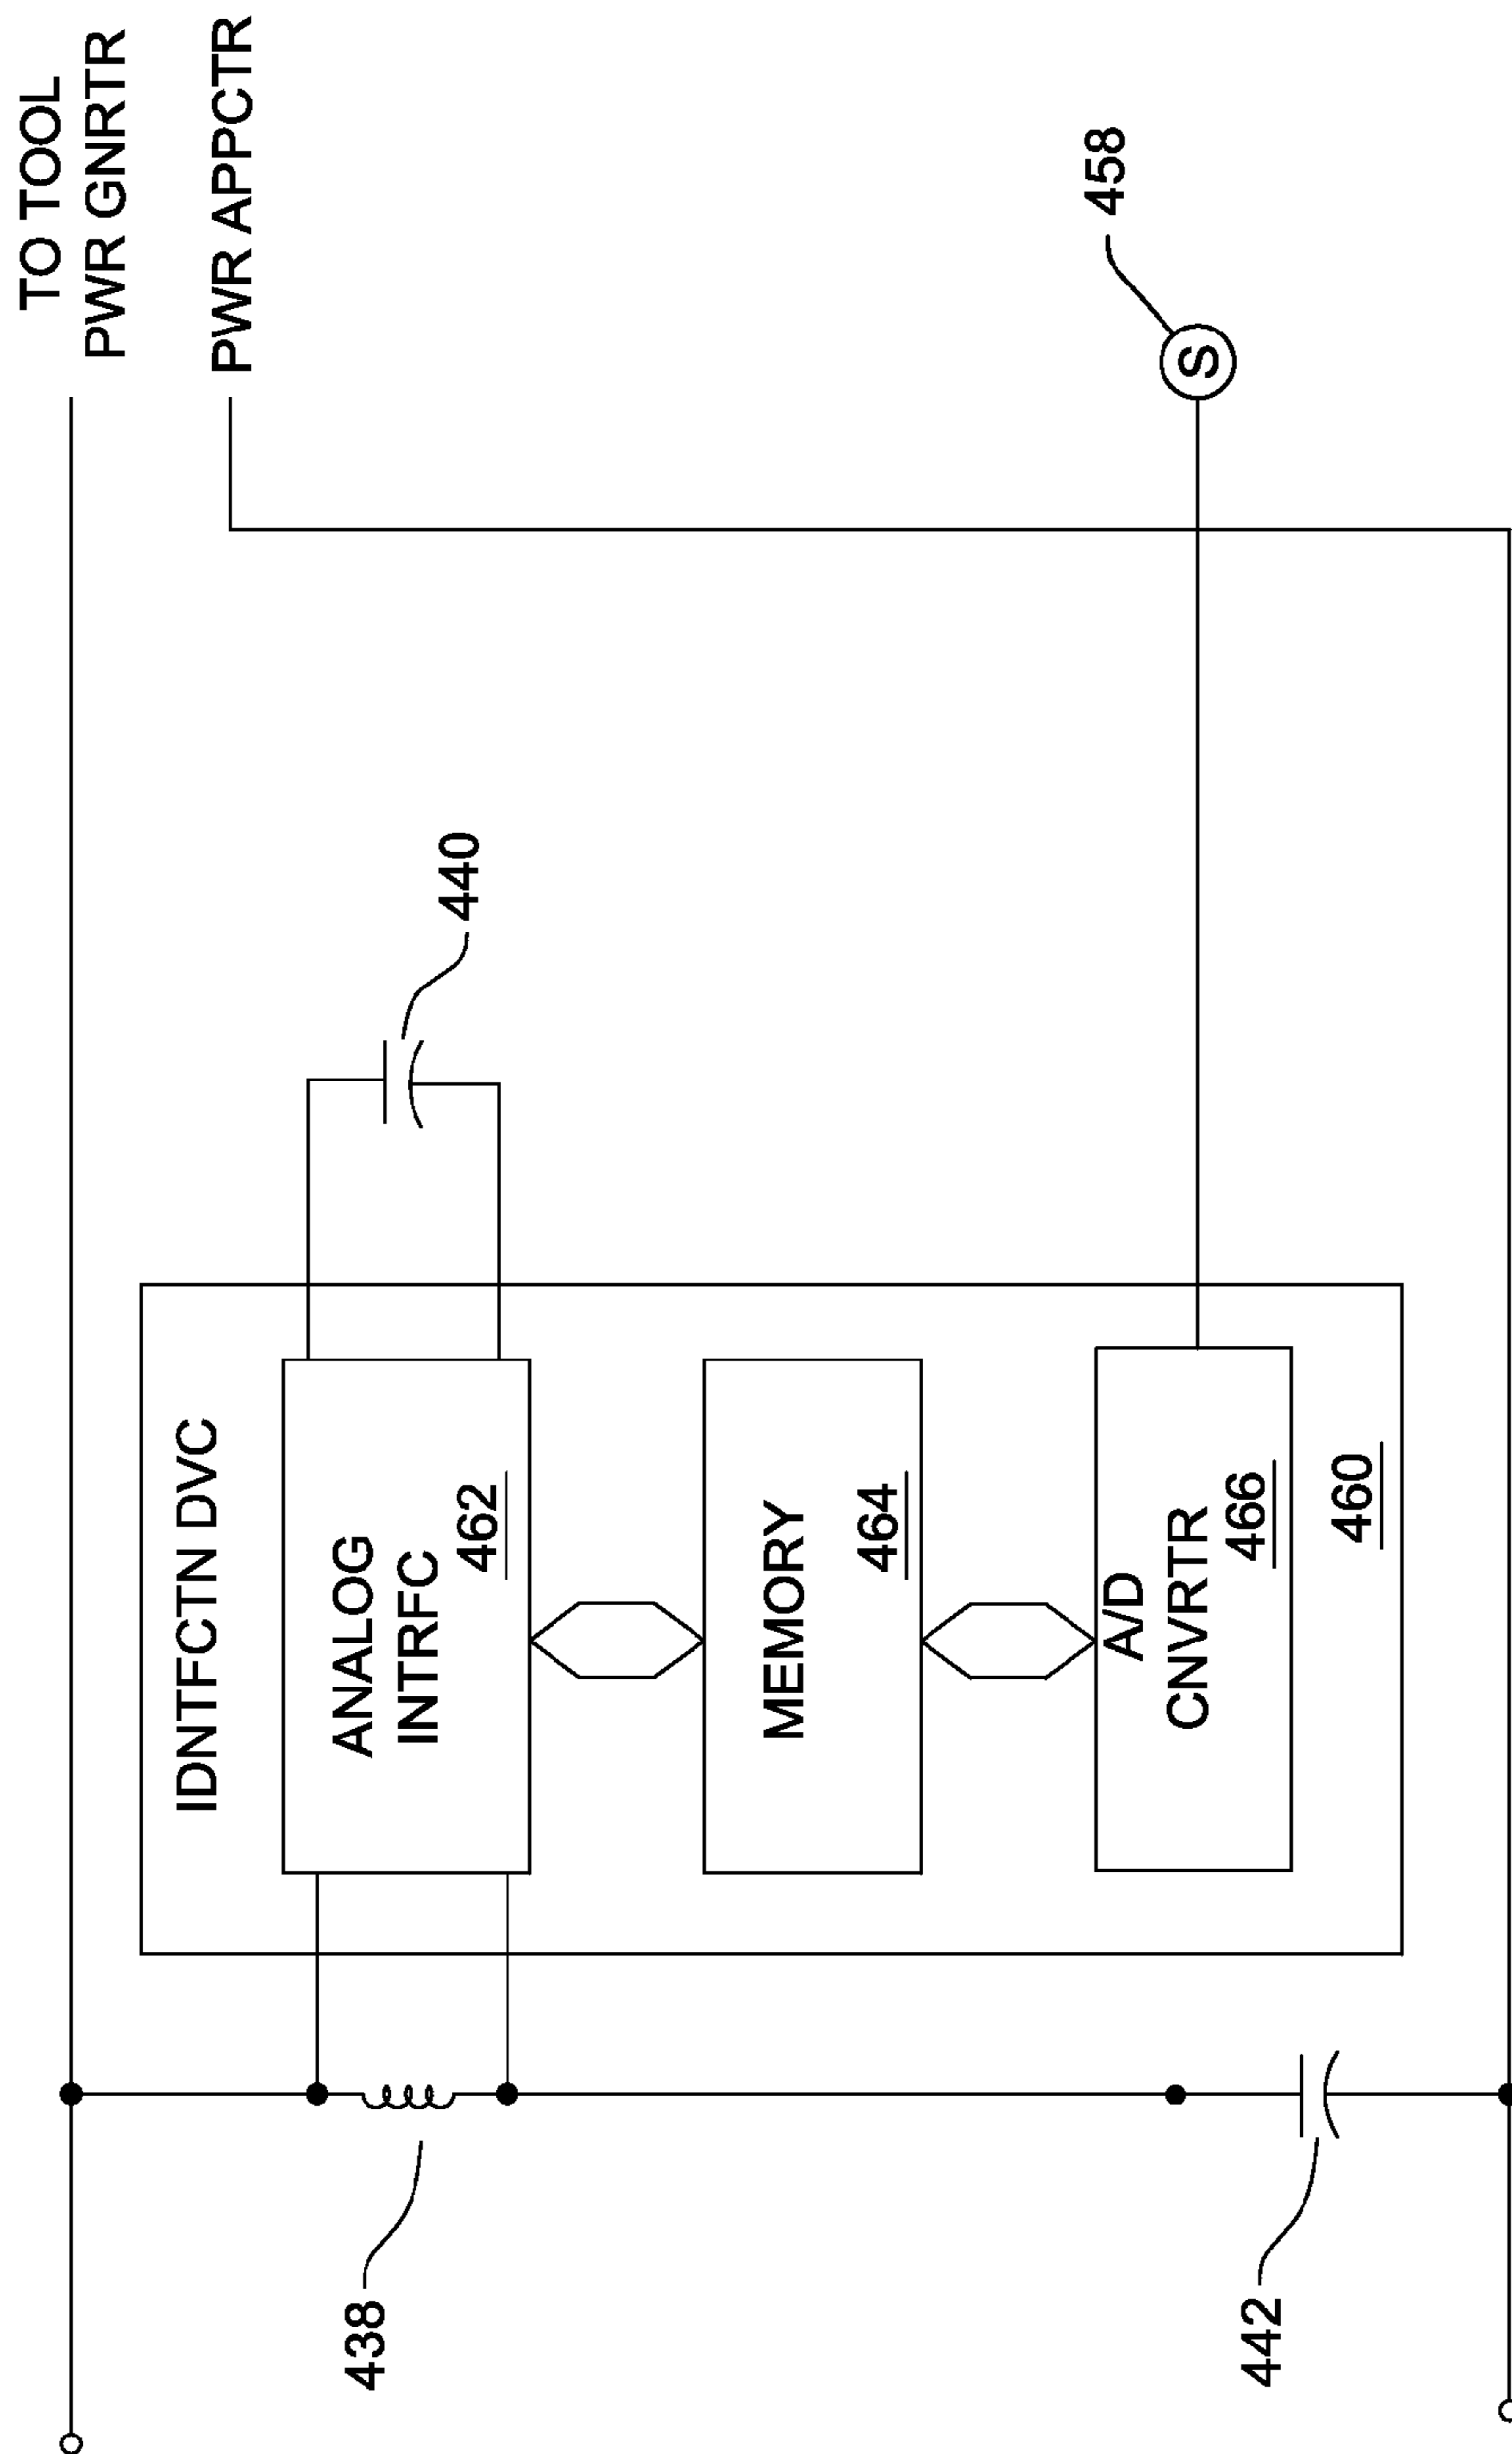 TO TOOL
PWR GNRTR
PWR APPCTR
458
440
IDNTFCTN DVC
ANALOG
INTRFC
462
MEMORY
464
A/D
CNVRTR
466
460
S
438
442